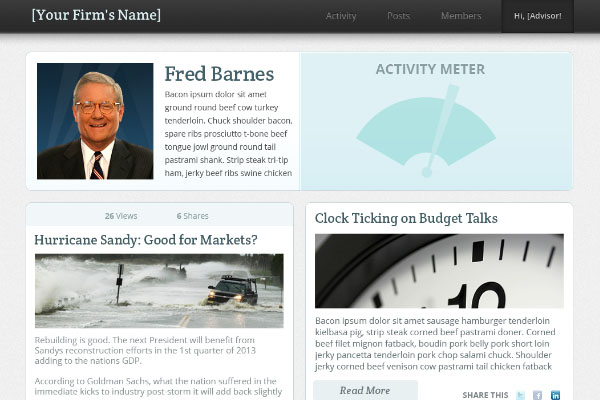 [Your Firm's Name]
Activity
Posts
Members
Hi, [Advisor!
Fred Barnes
Bacon ipsum dolor sit amet
ground round beef cow turkey
tenderloin. Chuck shoulder bacon,
spare ribs prosciutto t-bone beef
tongue jowl ground round tail
pastrami shank. Strip steak tri-tip
ham, jerky beef ribs swine chicken
ACTIVITY METER
26 Views
6 Shares
Hurricane Sandy: Good for Markets?
Rebuilding is good. The next President will benefit from
Sandys reconstruction efforts in the 1st quarter of 2013
adding to the nations GDP.
According to Goldman Sachs, what the nation suffered in the
immediate kicks to industry post storm it will add back slightly
Clock Ticking on Budget Talks
10
Bacon ipsum dolor sit amet sausage hamburger tenderloin
kielbasa pig, strip steak corned beef pastrami doner. Corned
beef filet mignon fatback, boudin pork belly pork short loin
jerky pancetta tenderloin pork chop salami chuck. Shoulder
jerky corned beef venison cow pastrami tail chicken fatback
Read More
SHARE THIS